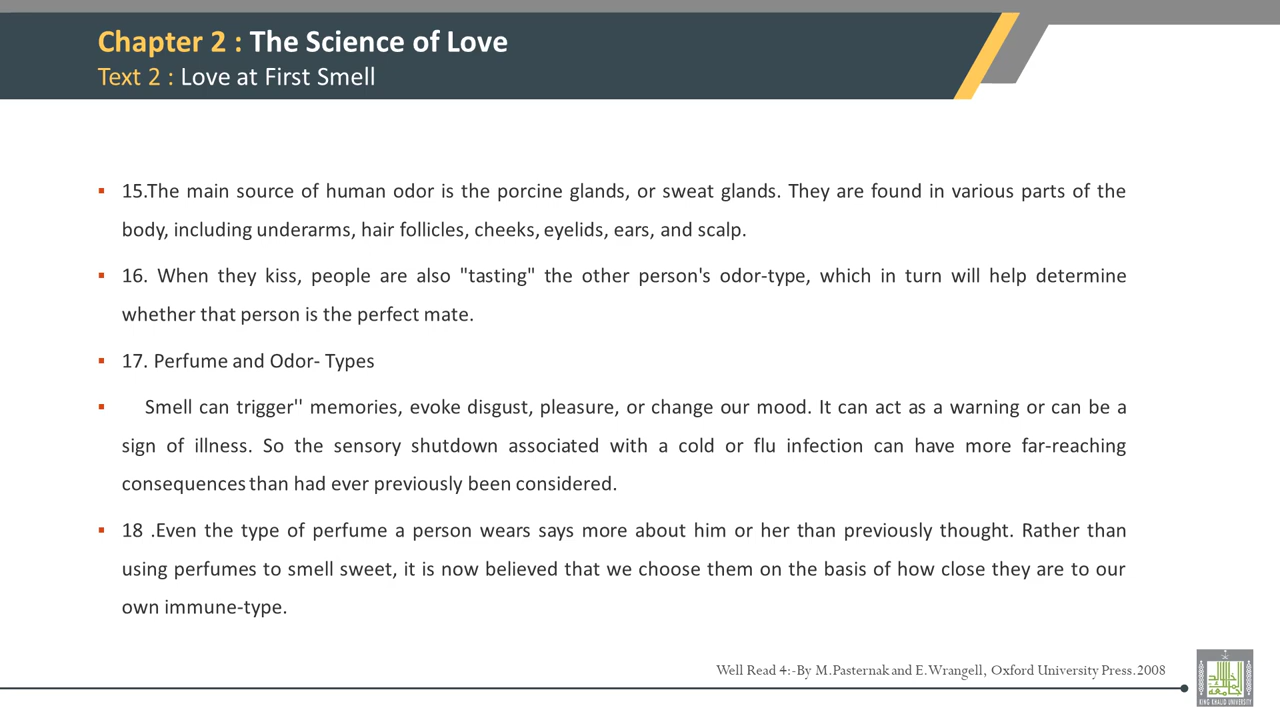 Chapter 2 : The Science of Love
Text 2 : Love at First Smell
▪ 15.The main source of human odor is the porcine glands, or sweat glands. They are found in various parts of the
body, including underarms, hair follicles, cheeks, eyelids, ears, and scalp.
▪ 16. When they kiss, people are also "tasting" the other person's odor-type, which in turn will help determine
whether that person is the perfect mate.
▪ 17. Perfume and Odor- Types
▪ Smell can trigger'' memories, evoke disgust, pleasure, or change our mood. It can act as a warning or can be a
sign of illness. So the sensory shutdown associated with a cold or flu infection can have more far-reaching
consequences than had ever previously been considered.
▪ 18 .Even the type of perfume a person wears says more about him or her than previously thought. Rather than
using perfumes to smell sweet, it is now believed that we choose them on the basis of how close they are to our
own immune-type.
Well Read 4:-By M.Pasternak and E.Wrangell, Oxford University Press.2008
KING KHALID UNIVERSITY